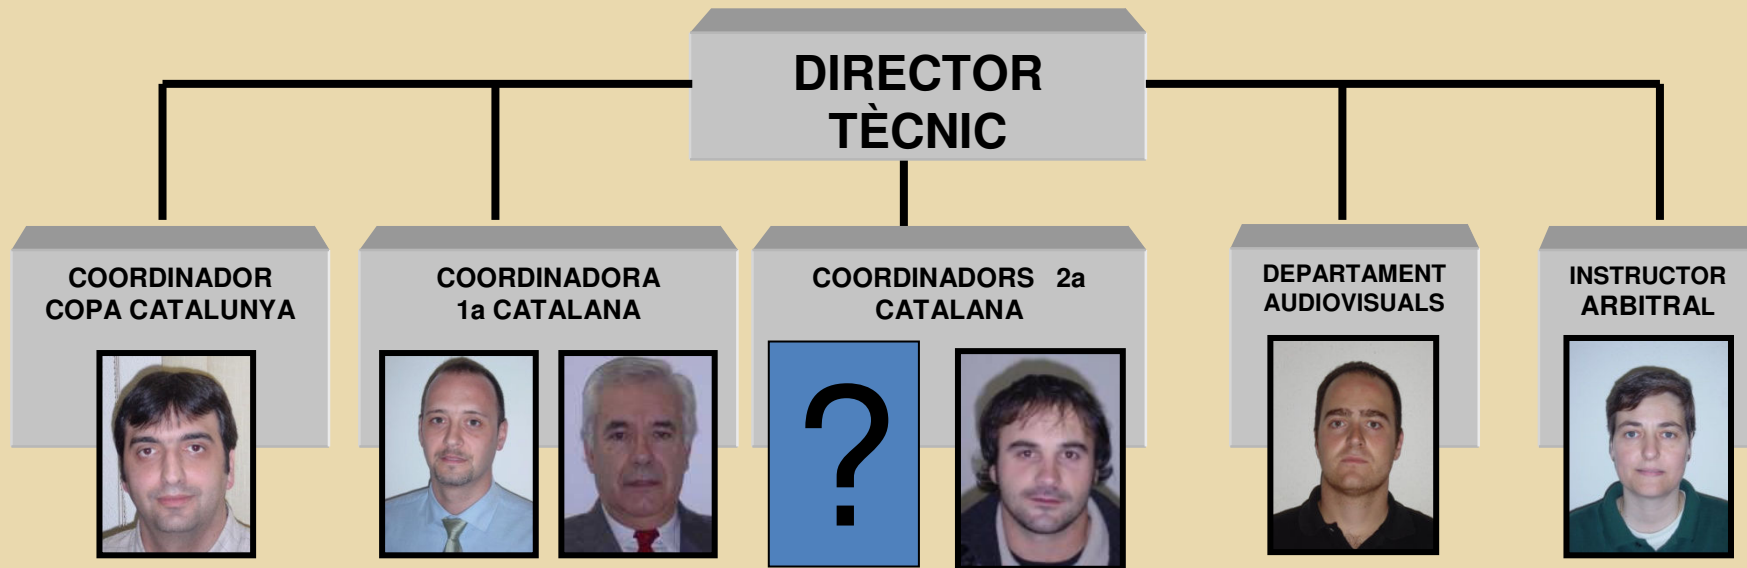 DIRECTOR
TÈCNIC
COORDINADOR
COPA CATALUNYA
COORDINADORA
1a CATALANA
COORDINADORS 2a
CATALANA
?
DEPARTAMENT
AUDIOVISUALS
INSTRUCTOR
ARBITRAL